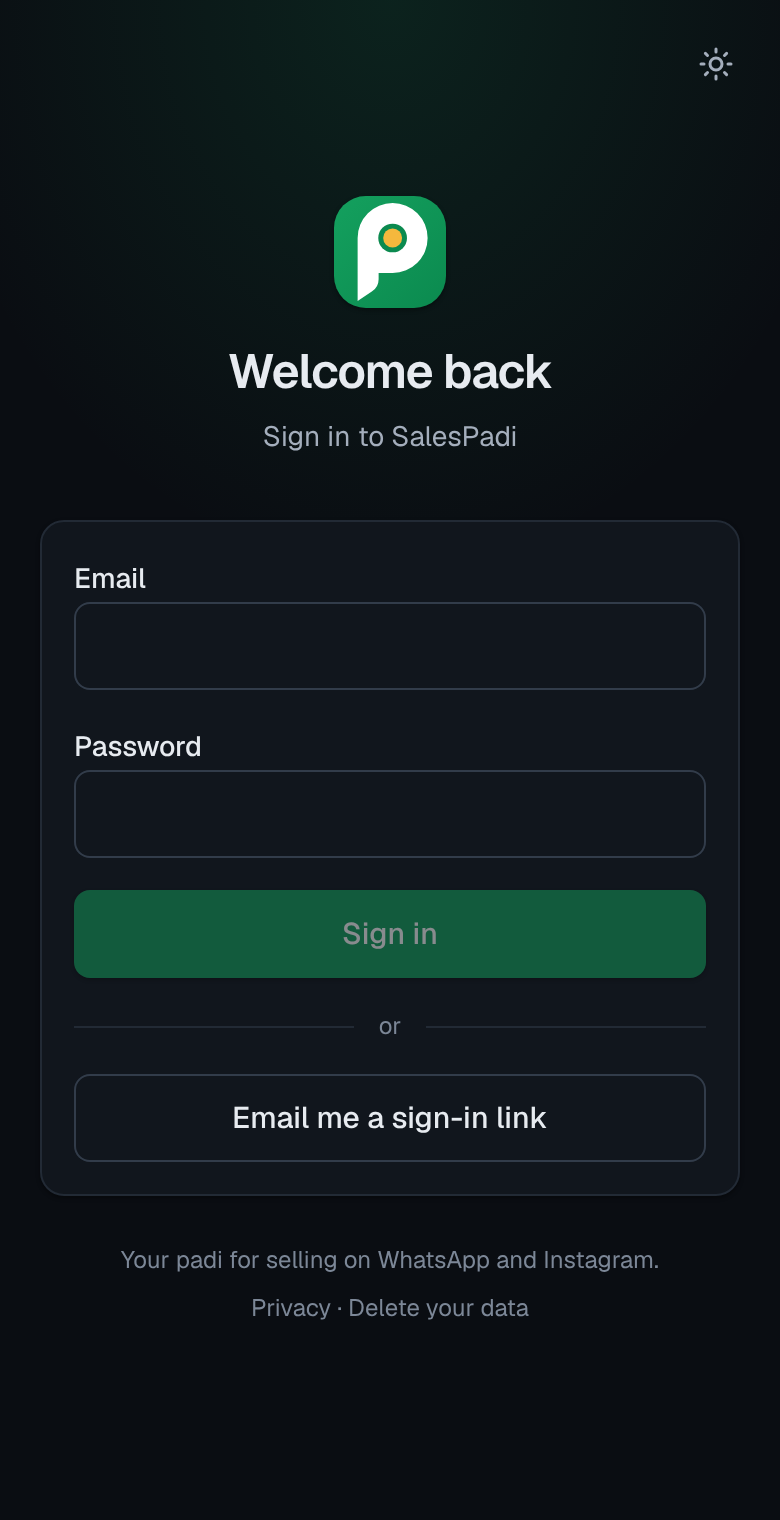 Welcome back
Sign in to SalesPadi
Email
Password
Sign in
or
Email me a sign-in link
Your padi for selling on WhatsApp and Instagram.
Privacy · Delete your data